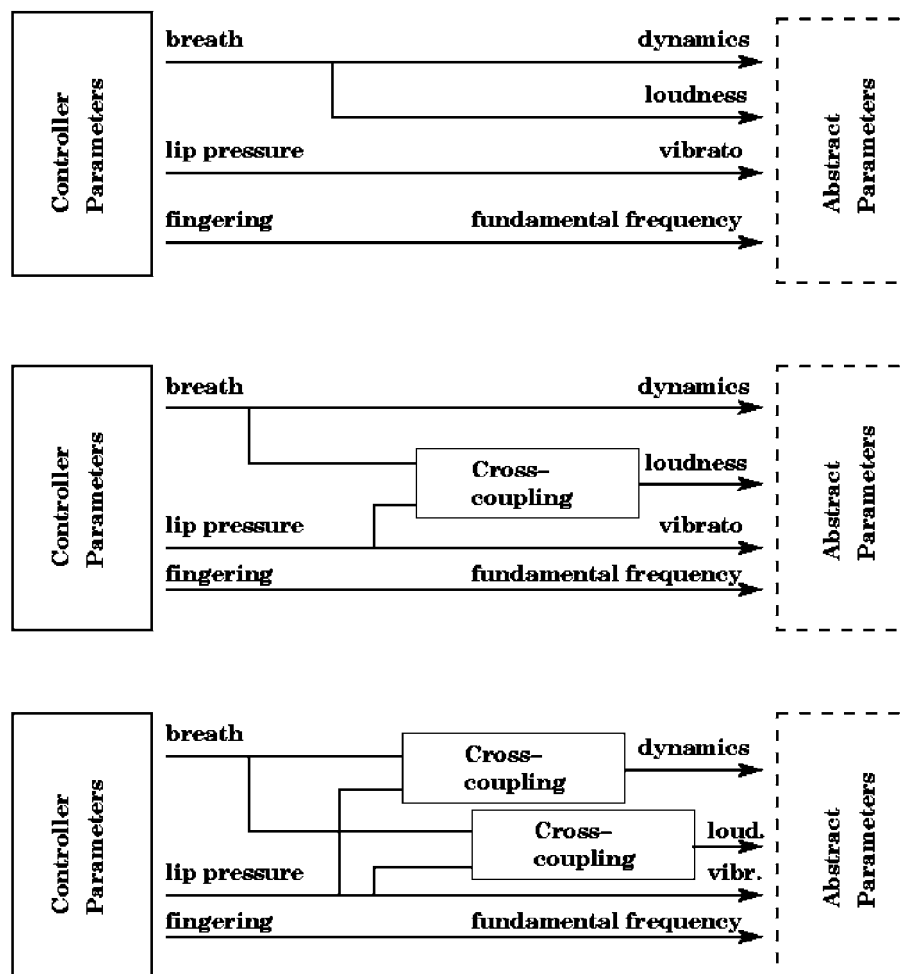 Controller
Parameters
breath
dynamics
loudness
lip pressure
vibrato
fingering
fundamental frequency
Abstract
Parameters
Controller
Parameters
breath
dynamics
Cross–
coupling
loudness
lip pressure
vibrato
fingering
fundamental frequency
Abstract
Parameters
Controller
Parameters
breath
Cross–
coupling
dynamics
Cross–
coupling
loud.
lip pressure
vibr.
fingering
fundamental frequency
Abstract
Parameters